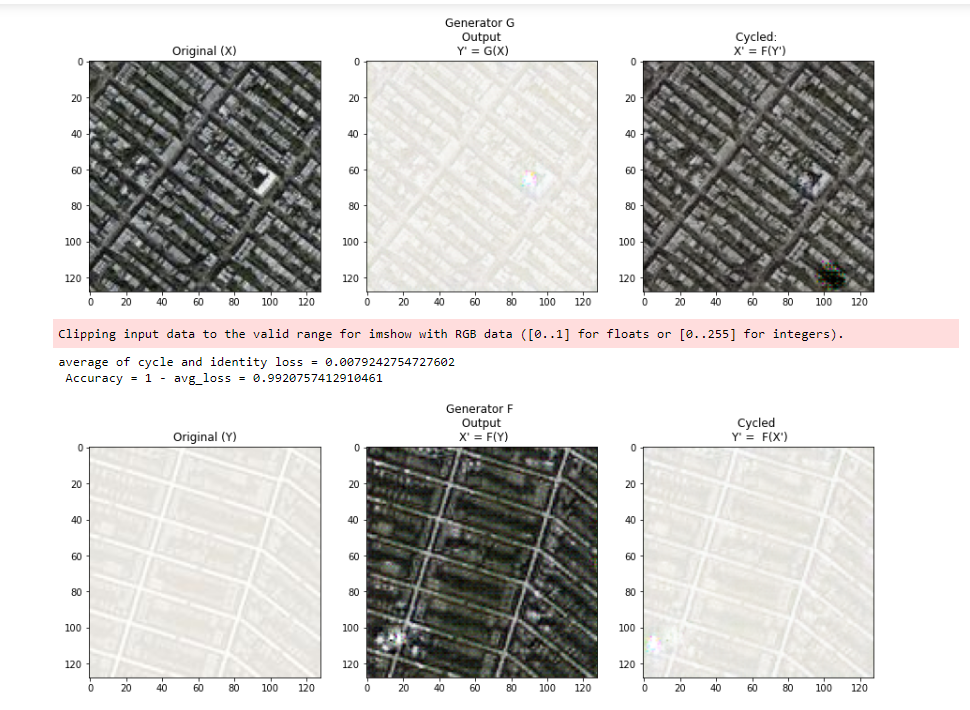 Generator G
Output
Y' = G(X)
Original (X)
Cycled:
X' = F(Y')
0
20
40
60
80
100
120
0 20 40 60 80 100 120
0
20
40
60
80
100
120
0 20 40 60 80 100 120
0
20
40
60
80
100
120
0 20 40 60 80 100 120
Clipping input data to the valid range for imshow with RGB data ([0..1] for floats or [0..255] for integers).
average of cycle and identity loss = 0.0079242754727602
Accuracy = 1 - avg_loss = 0.9920757412910461
Generator F
Output
X' = F(Y)
Original (Y)
Cycled
Y' = F(X')
0
20
40
60
80
100
120
0 20 40 60 80 100 120
0
20
40
60
80
100
120
0 20 40 60 80 100 120
0
20
40
60
80
100
120
0 20 40 60 80 100 120